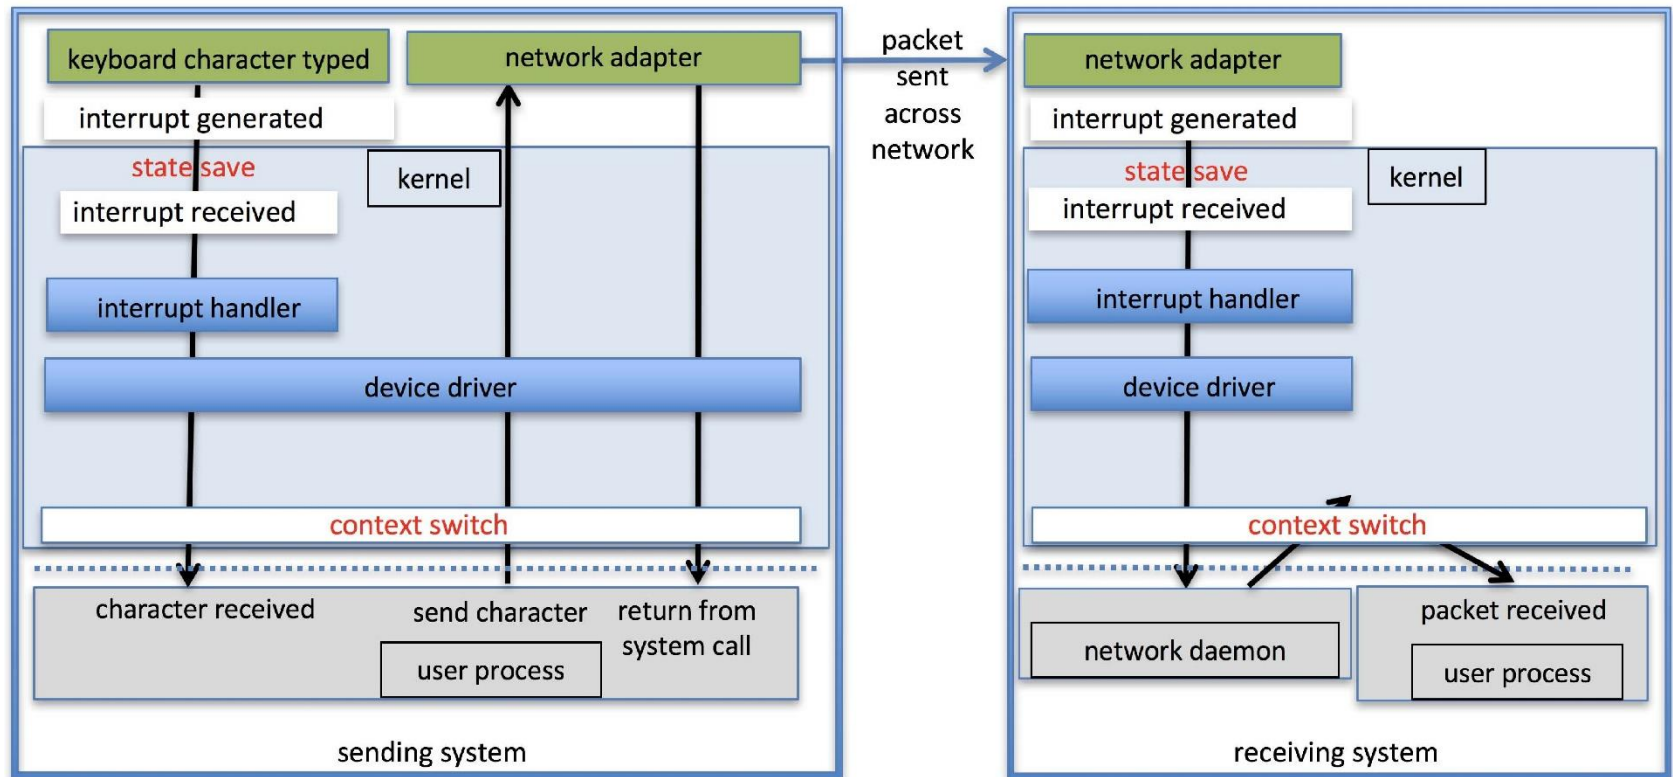 keyboard character typed
network adapter
interrupt generated
state save
kernel
interrupt received
interrupt handler
device driver
context switch
character received
send character
return from
system call
user process
sending system
packet
sent
across
network
network adapter
interrupt generated
state save
kernel
interrupt received
interrupt handler
device driver
context switch
network daemon
packet received
user process
receiving system